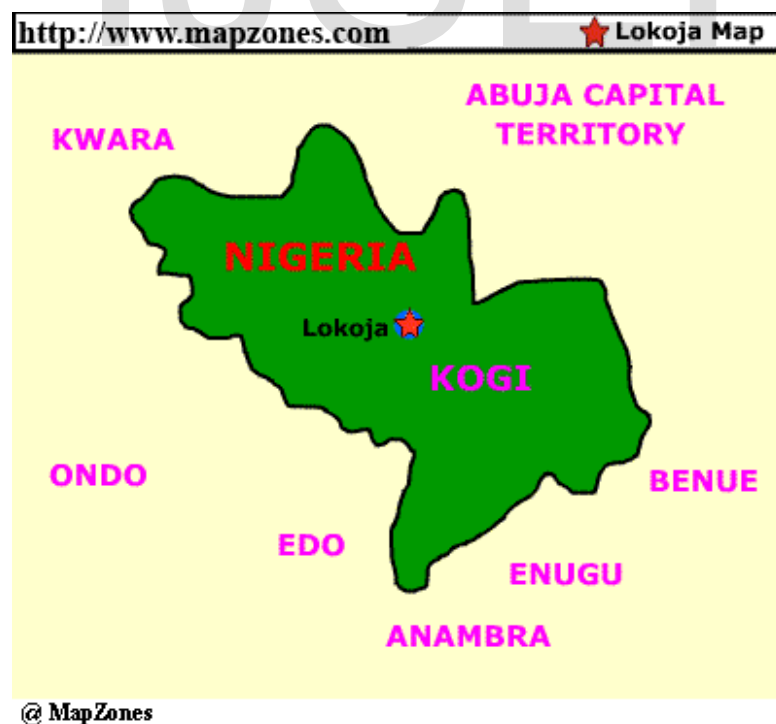 http://www.mapzones.com Lokoja Map
ABUJA CAPITAL
TERRITORY
KWARA
NIGERIA
Lokoja
KOGI
ONDO
BENUE
EDO
ENUGU
ANAMBRA
@ MapZones